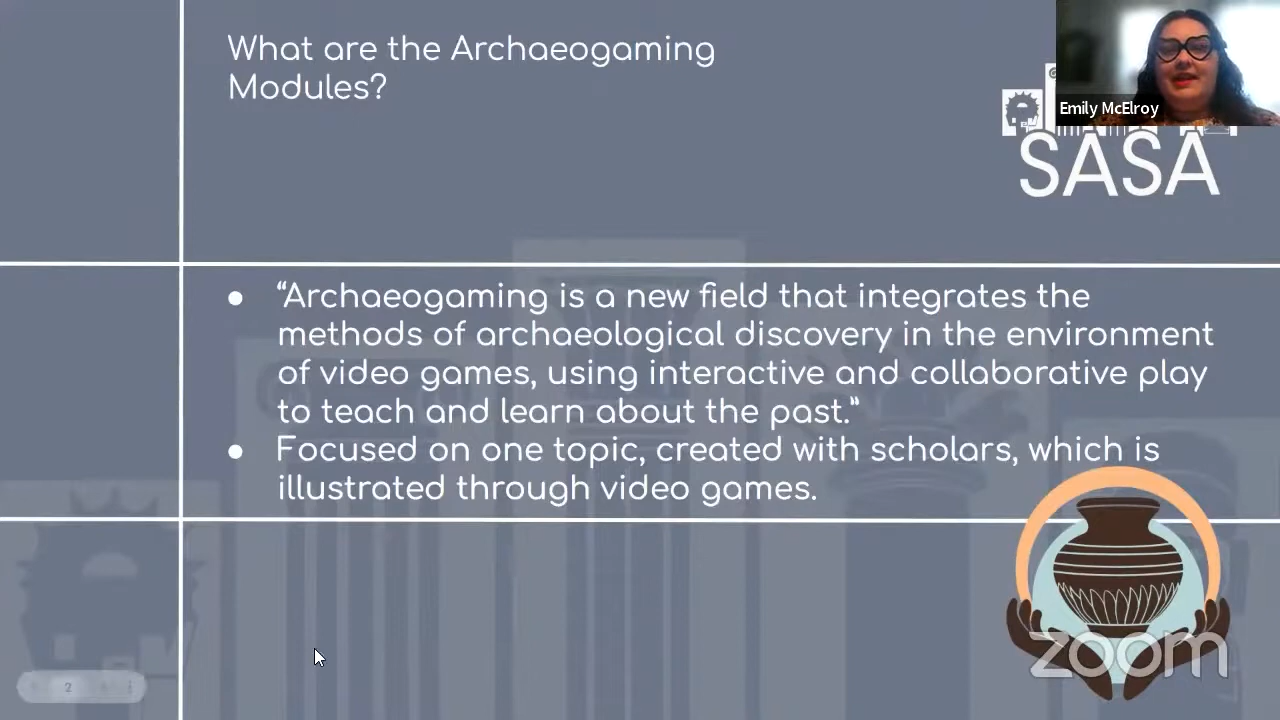 What are the Archaeogaming
Modules?
Emily McElroy
SASA
“Archaeogaming is a new field that integrates the
methods of archaeological discovery in the environment
of video games, using interactive and collaborative play
to teach and learn about the past.”
Focused on one topic, created with scholars, which is
illustrated through video games.
zoom
2